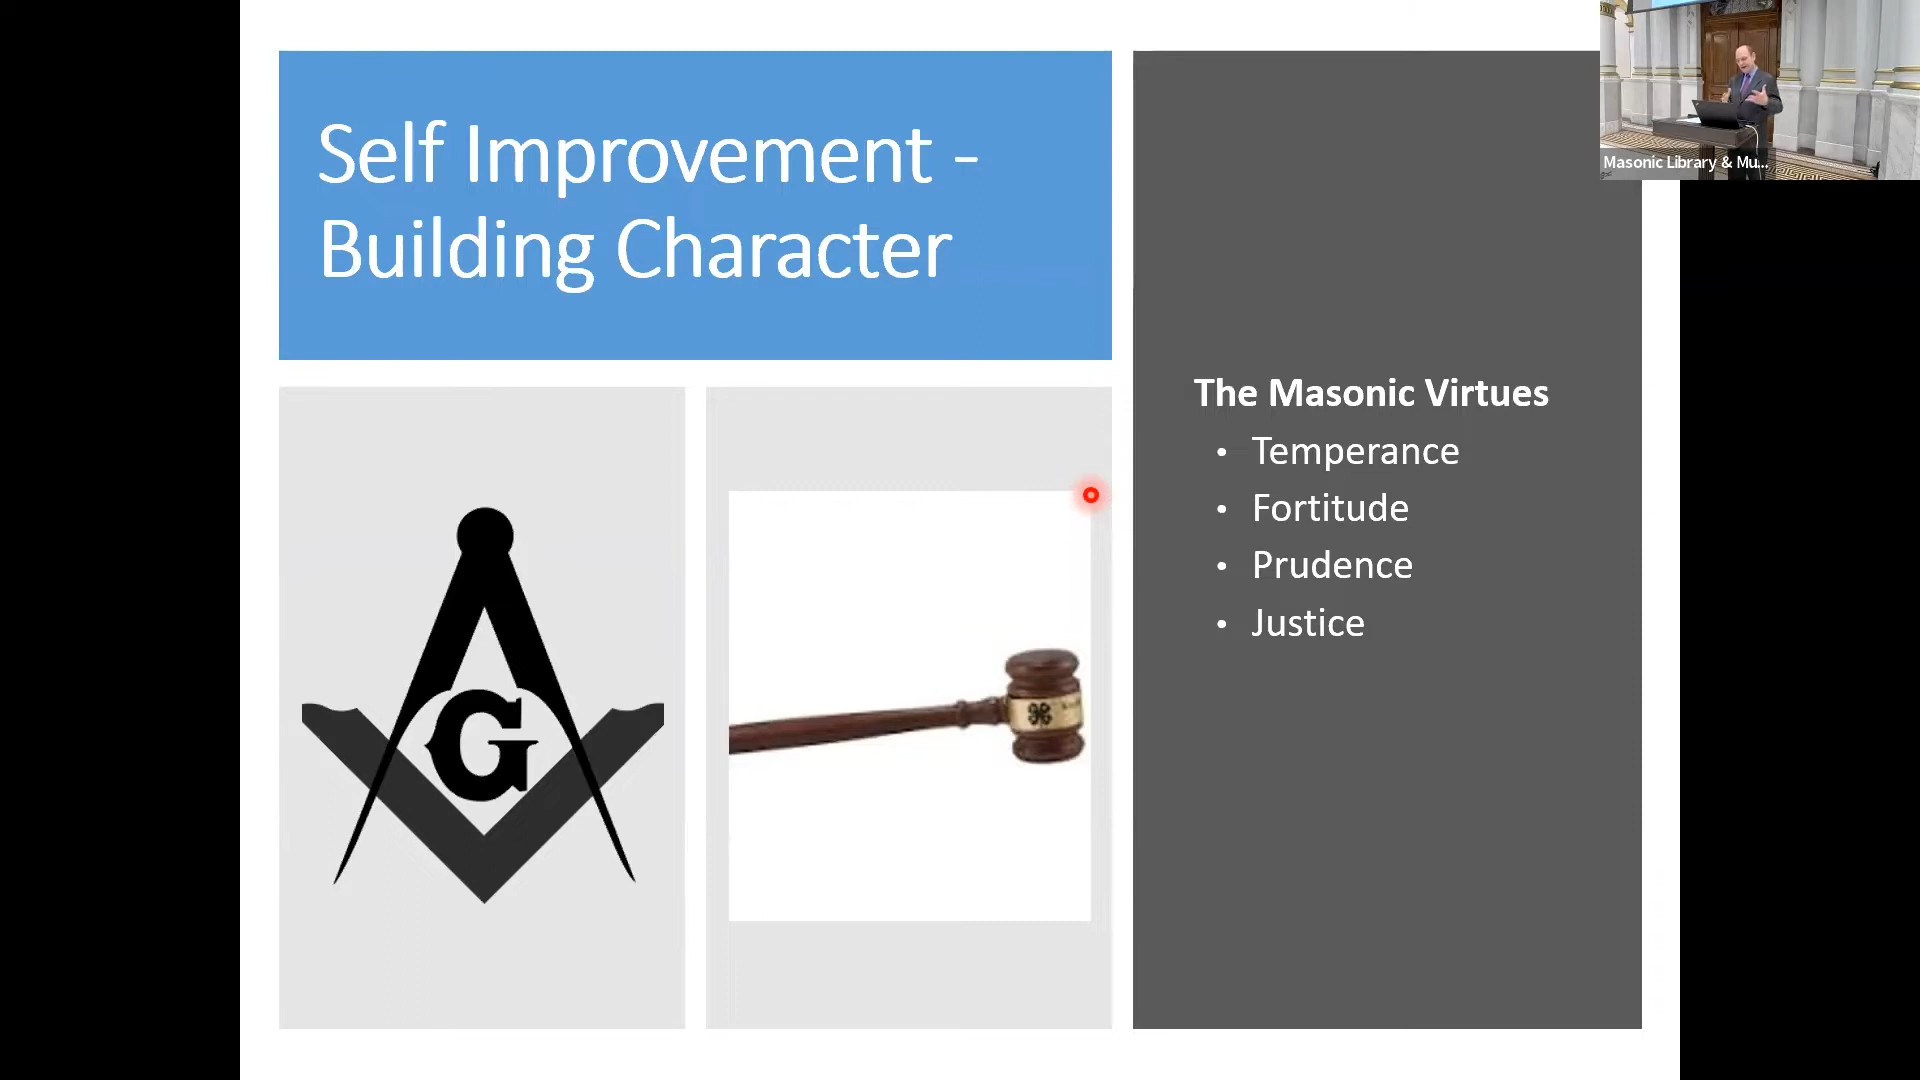 Self Improvement -
Building Character
The Masonic Virtues
• Temperance
• Fortitude
• Prudence
• Justice
G
Masonic Library & Mu...